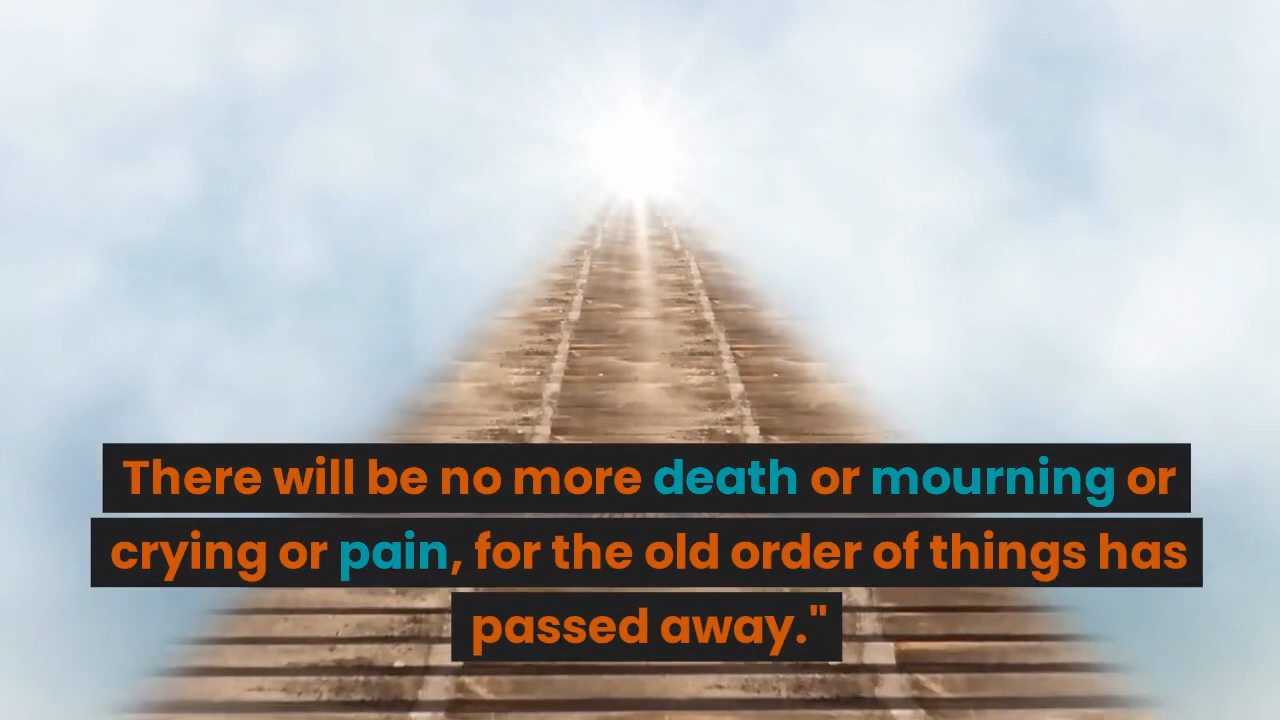 There will be no more death or mourning or
crying or pain, for the old order of things has
passed away."